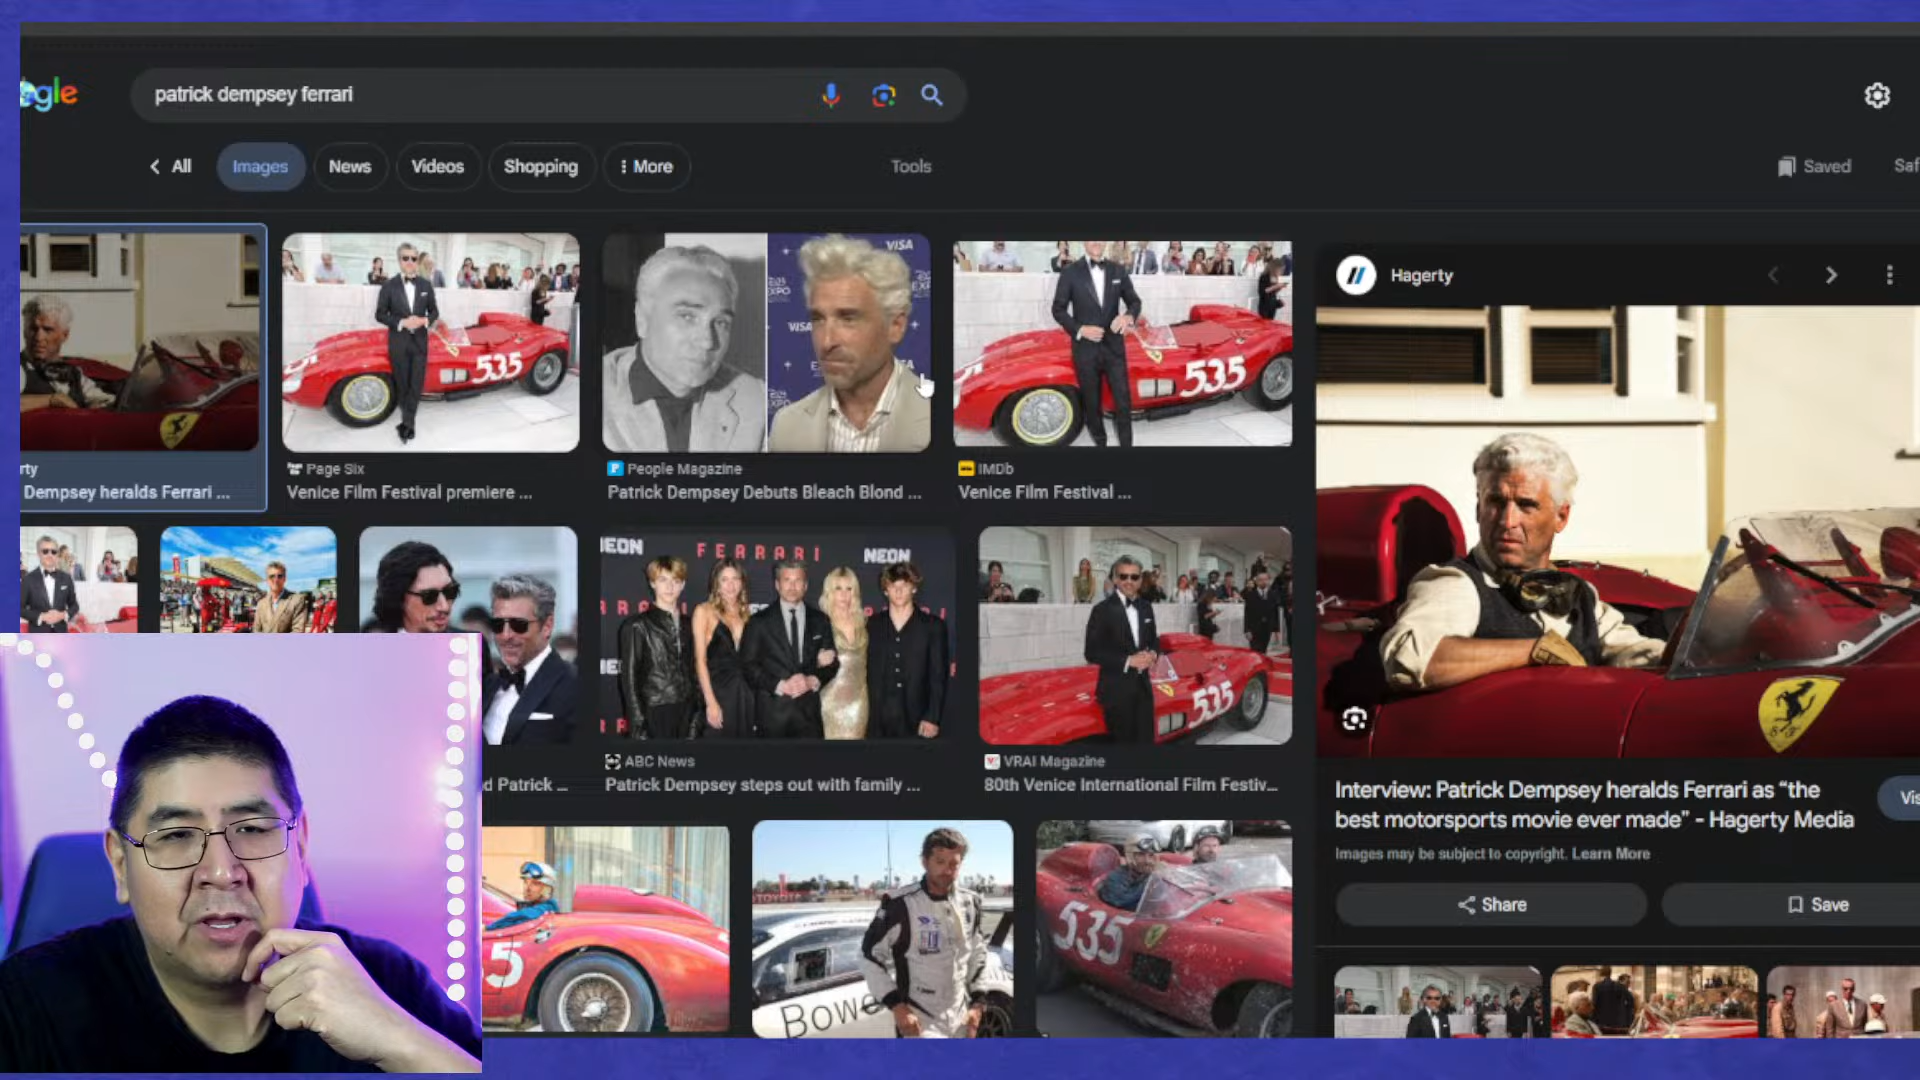 gle
patrick dempsey ferrari
All
Images
News
Videos
Shopping
More
Tools
Saved
Saf
VISA
VISA
535
535
Hagerty
rty
Dempsey heralds Ferrari ...
Page Six
Venice Film Festival premiere ...
People Magazine
Patrick Dempsey Debuts Bleach Blond ...
IMDb
Venice Film Festival ...
NEON
FERRARI
NEON
535
d Patrick ...
ABC News
Patrick Dempsey steps out with family ...
VRAI Magazine
80th Venice International Film Festiv...
Interview: Patrick Dempsey heralds Ferrari as “the
best motorsports movie ever made” - Hagerty Media
Vis
Images may be subject to copyright. Learn More
Share
Save
5
Bowe
535